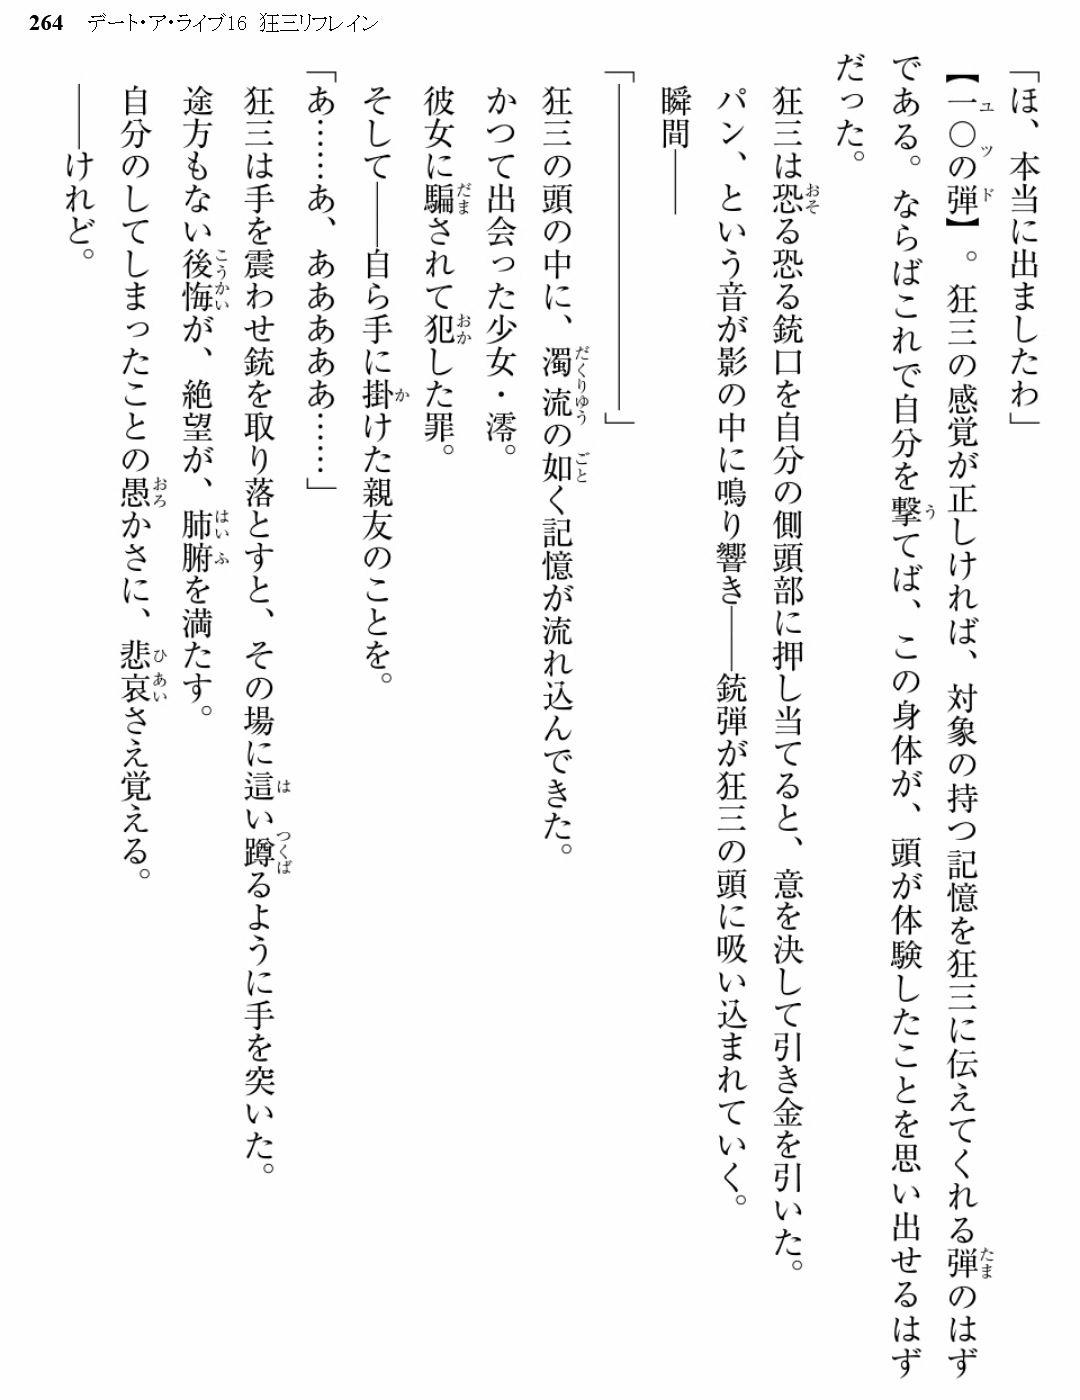 264 デート・ア・ライブ16 狂三リフレイン
「ほ、本当に出ましたわ」
【一〇の弾】。狂三の感覚が正しければ、対象の持つ記憶を狂三に伝えてくれる弾のはず
である。ならばこれで自分を撃てば、この身体が、頭が体験したことを思い出せるはず
だった。
狂三は恐る恐る銃口を自分の側頭部に押し当てると、意を決して引き金を引いた。
パン、という音が影の中に鳴り響き――銃弾が狂三の頭に吸い込まれていく。
瞬間――
「――――――――――」
狂三の頭の中に、濁流の如く記憶が流れ込んできた。
かつて出会った少女・澪。
彼女に騙されて犯した罪。
そして――自ら手に掛けた親友のことを。
「あ……あ、ああああぁ……」
狂三は手を震わせ銃を取り落とすと、その場に這い蹲るように手を突いた。
途方もない後悔が、絶望が、肺腑を満たす。
自分のしてしまったことの愚かさに、悲哀さえ覚える。
――けれど。